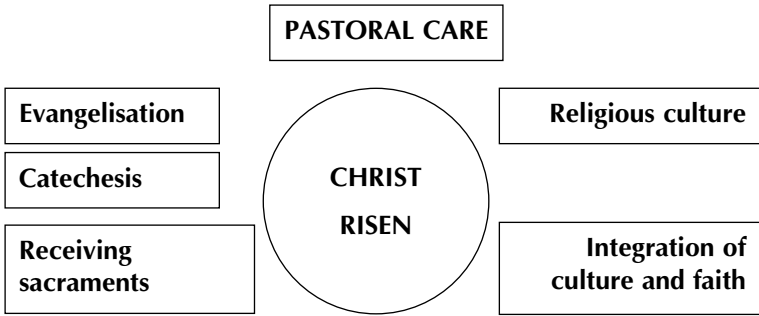 PASTORAL CARE
Evangelisation
Catechesis
Receiving
sacraments
CHRIST
RISEN
Religious culture
Integration of
culture and faith